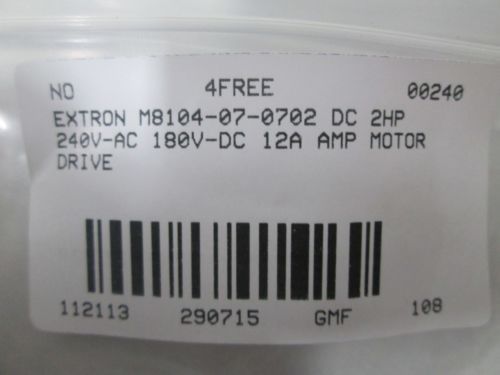 NO 4FREE 00240
EXTRON M8104-07-0702 DC 2HP
240V-AC 180V-DC 12A AMP MOTOR
DRIVE
112113 290715 GMF 108